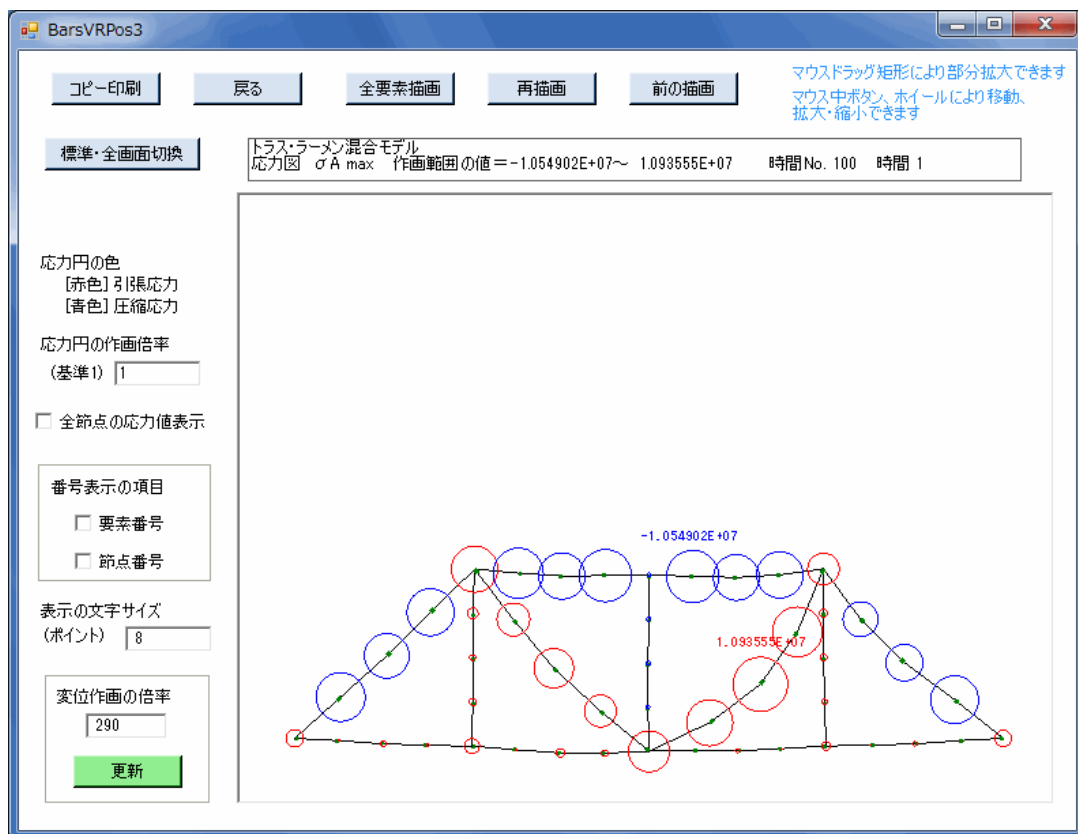 BarsVRPos3
コピー印刷
戻る
全要素描画
再描画
前の描画
マウスドラッグ矩形により部分拡大できます
マウス中ボタン、ホイールにより移動、
拡大・縮小できます
標準・全画面切換
トラス・ラーメン混合モデル
応力図 σA max 作画範囲の値=-1.054902E+07~ 1.093555E+07 時間No. 100 時間 1
応力円の色
[赤色] 引張応力
[青色] 圧縮応力
応力円の作画倍率
(基準1) 1
全節点の応力値表示
番号表示の項目
要素番号
節点番号
表示の文字サイズ
(ポイント) 8
変位作画の倍率
290
更新
-1.054902E+07
1.093555E+07